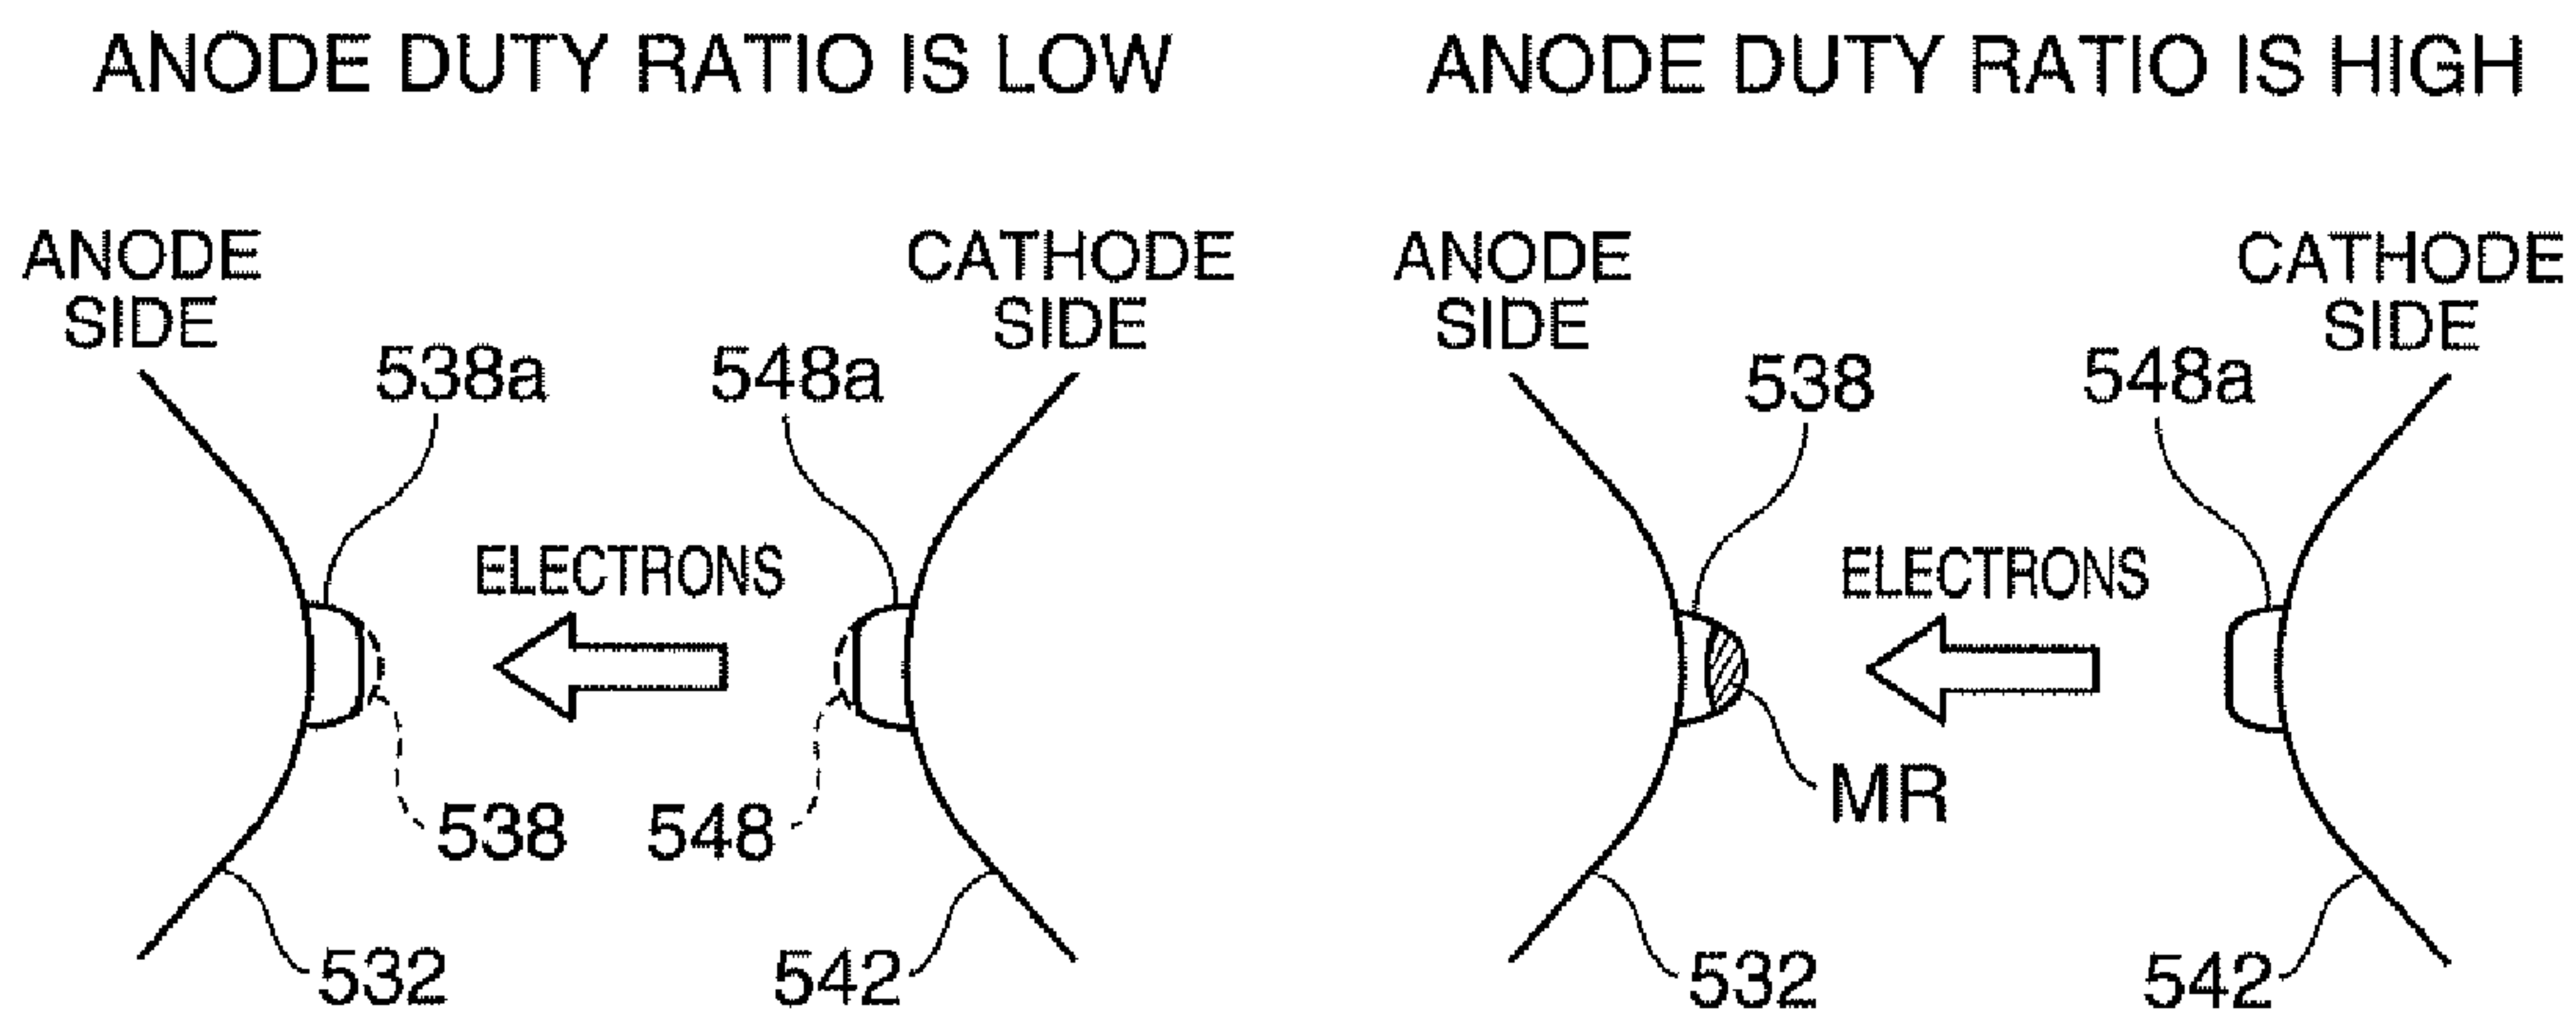 ANODE DUTY RATIO IS LOW
ANODE
SIDE
CATHODE
SIDE
538a
548a
ELECTRONS
538
548
532
542
ANODE DUTY RATIO IS HIGH
ANODE
SIDE
CATHODE
SIDE
538
548a
ELECTRONS
MR
532
542